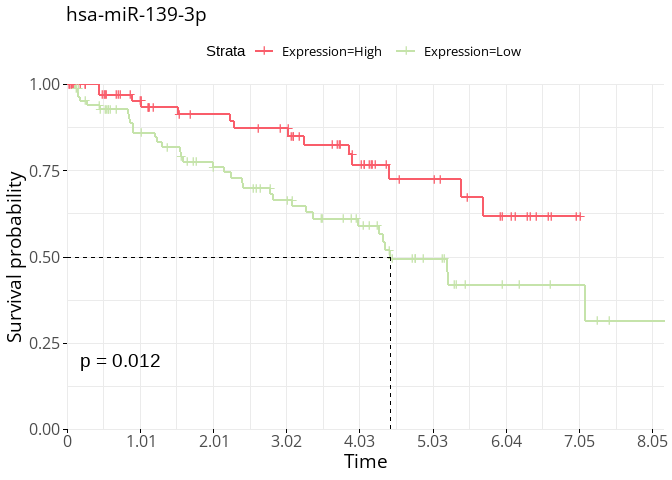 hsa-miR-139-3p
Strata Expression=High Expression=Low
Survival probability
1.00
0.75
0.50
0.25
0.00
p = 0.012
0 1.01 2.01 3.02 4.03 5.03 6.04 7.05 8.05
Time